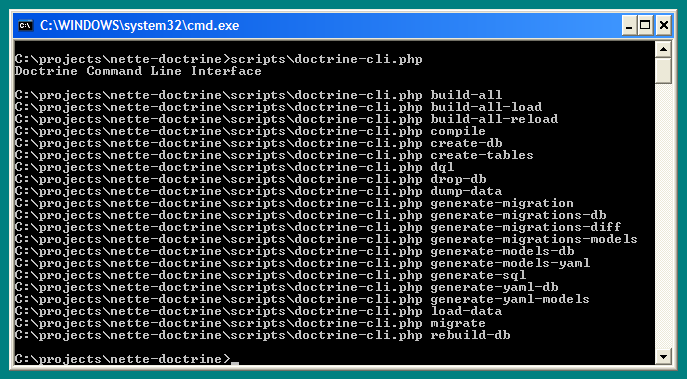 C:\WINDOWS\system32\cmd.exe
C:\projects\nette-doctrine>scripts\doctrine-cli.php
Doctrine Command Line Interface
C:\projects\nette-doctrine\scripts\doctrine-cli.php build-all
C:\projects\nette-doctrine\scripts\doctrine-cli.php build-all-load
C:\projects\nette-doctrine\scripts\doctrine-cli.php build-all-reload
C:\projects\nette-doctrine\scripts\doctrine-cli.php compile
C:\projects\nette-doctrine\scripts\doctrine-cli.php create-db
C:\projects\nette-doctrine\scripts\doctrine-cli.php create-tables
C:\projects\nette-doctrine\scripts\doctrine-cli.php dql
C:\projects\nette-doctrine\scripts\doctrine-cli.php drop-db
C:\projects\nette-doctrine\scripts\doctrine-cli.php dump-data
C:\projects\nette-doctrine\scripts\doctrine-cli.php generate-migration
C:\projects\nette-doctrine\scripts\doctrine-cli.php generate-migrations-db
C:\projects\nette-doctrine\scripts\doctrine-cli.php generate-migrations-diff
C:\projects\nette-doctrine\scripts\doctrine-cli.php generate-migrations-models
C:\projects\nette-doctrine\scripts\doctrine-cli.php generate-models-db
C:\projects\nette-doctrine\scripts\doctrine-cli.php generate-models-yaml
C:\projects\nette-doctrine\scripts\doctrine-cli.php generate-sql
C:\projects\nette-doctrine\scripts\doctrine-cli.php generate-yaml-db
C:\projects\nette-doctrine\scripts\doctrine-cli.php generate-yaml-models
C:\projects\nette-doctrine\scripts\doctrine-cli.php load-data
C:\projects\nette-doctrine\scripts\doctrine-cli.php migrate
C:\projects\nette-doctrine\scripts\doctrine-cli.php rebuild-db
C:\projects\nette-doctrine>_